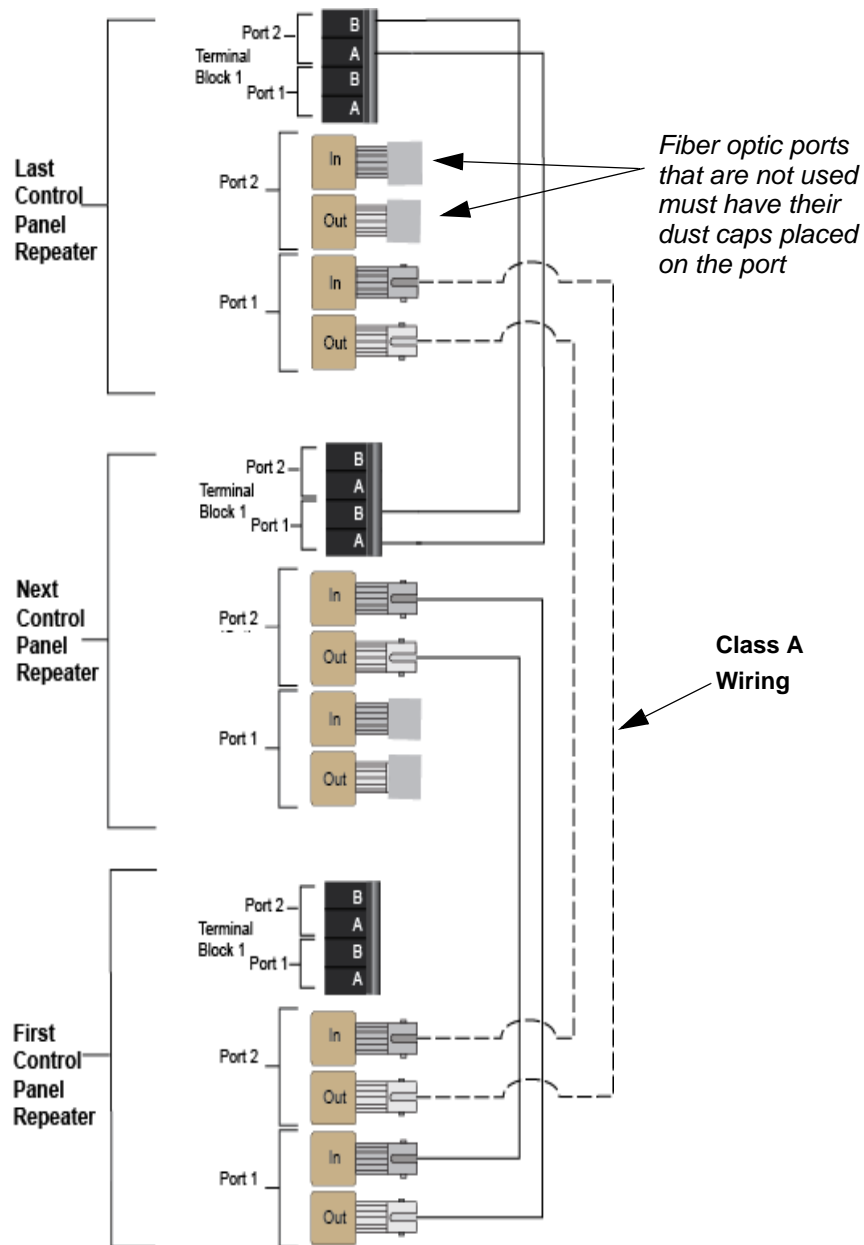 Port 2
Terminal
Block 1
Port 1
B
A
B
A
Last
Control
Panel
Repeater
Port 2
In
Out
Port 1
In
Out
Fiber optic ports
that are not used
must have their
dust caps placed
on the port
Port 2
Terminal
Block 1
Port 1
B
A
B
A
Next
Control
Panel
Repeater
Port 2
In
Out
Port 1
In
Out
Class A
Wiring
Port 2
Terminal
Block 1
Port 1
B
A
B
A
First
Control
Panel
Repeater
Port 2
In
Out
Port 1
In
Out